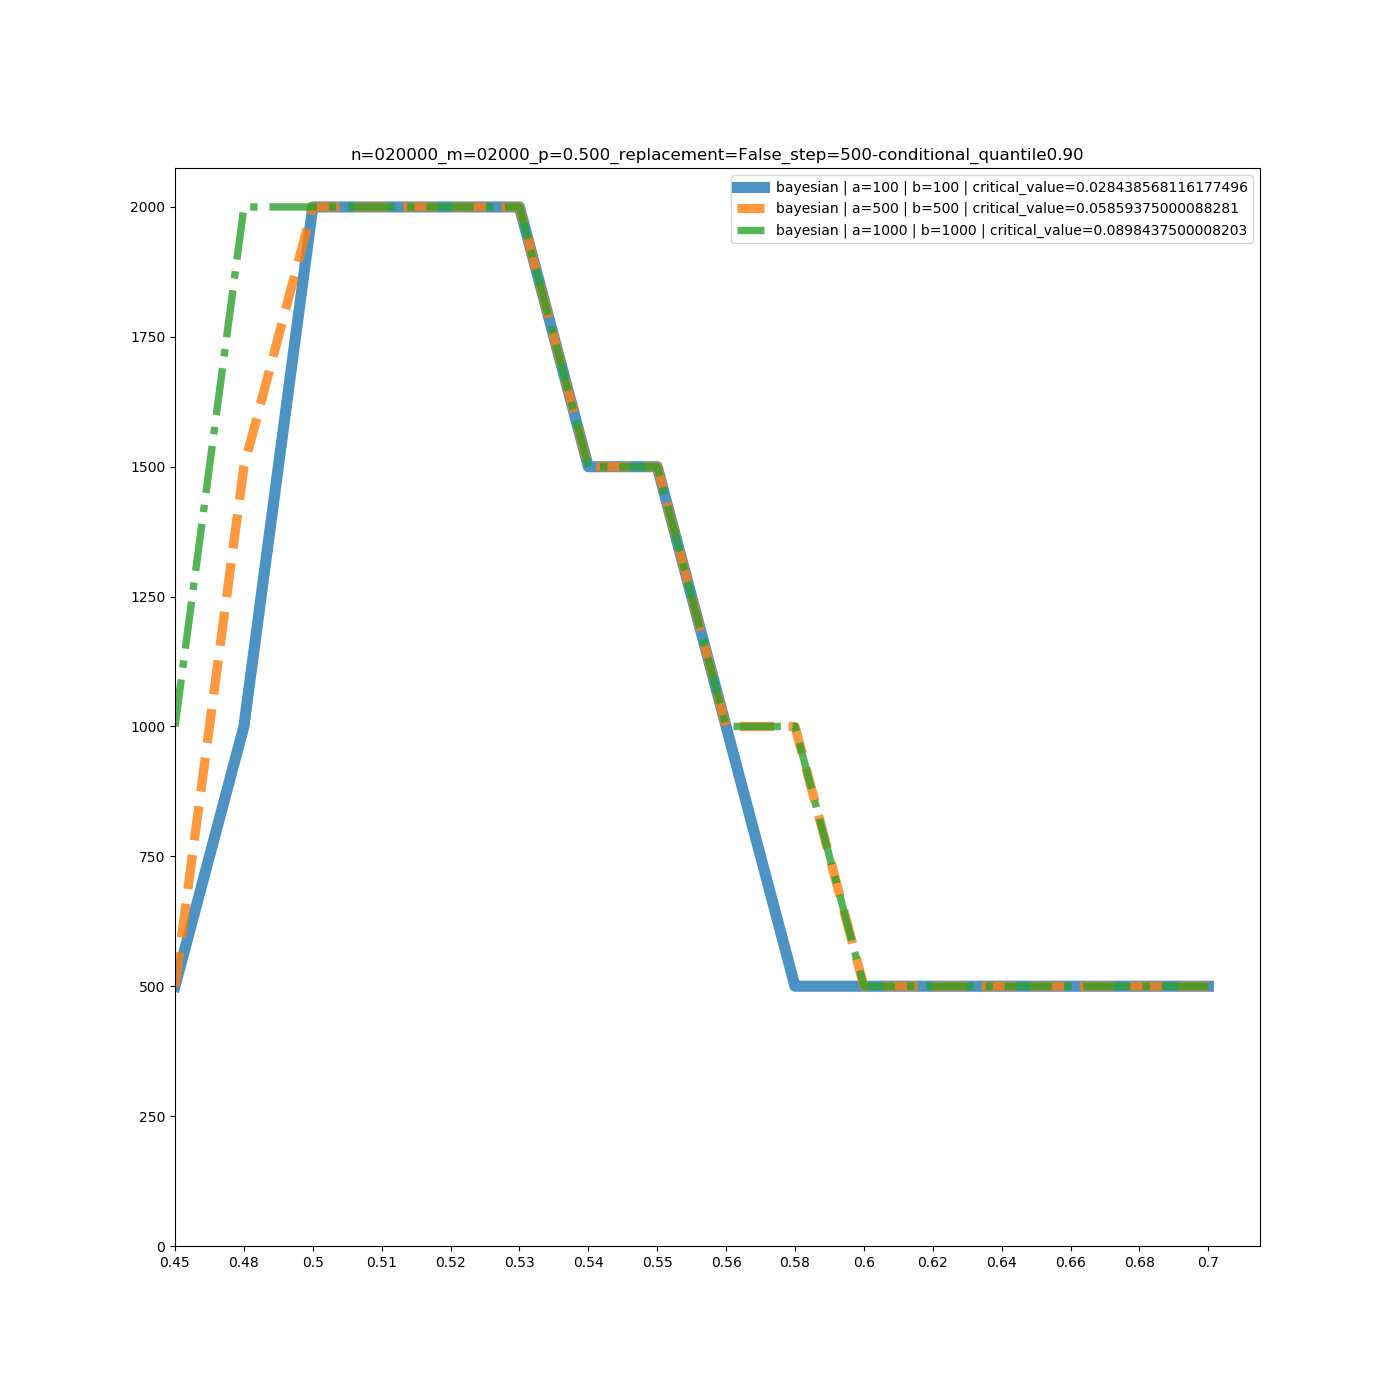 n=020000_m=02000_p=0.500_replacement=False_step=500-conditional_quantile0.90
bayesian | a=100 | b=100 | critical_value=0.028438568116177496
bayesian | a=500 | b=500 | critical_value=0.05859375000088281
bayesian | a=1000 | b=1000 | critical_value=0.0898437500008203
2000
1750
1500
1250
1000
750
500
250
0
0.45 0.48 0.5 0.51 0.52 0.53 0.54 0.55 0.56 0.58 0.6 0.62 0.64 0.66 0.68 0.7